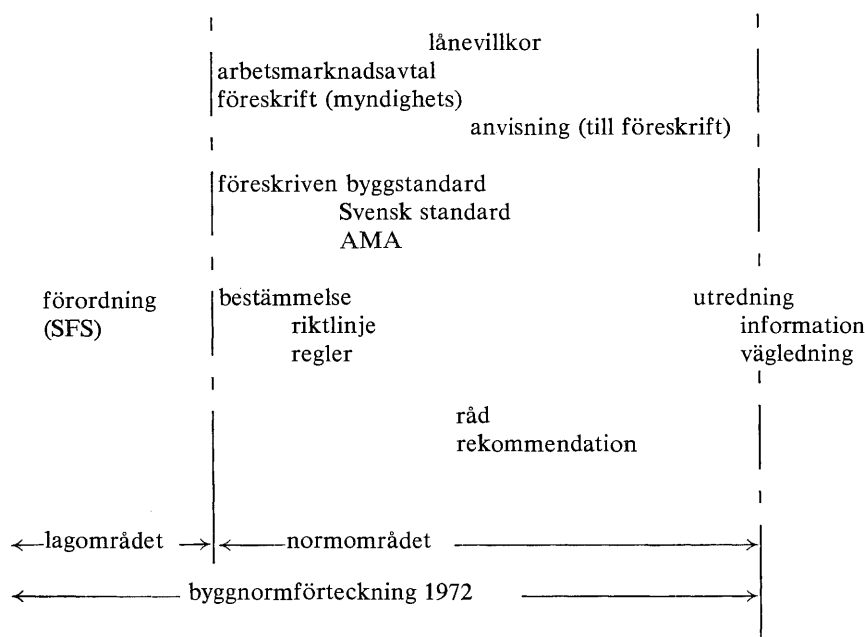 lånevillkor
arbetsmarknadsavtal
föreskrift (myndighets)
anvisning (till föreskrift)
föreskriven byggstandard
Svensk standard
AMA
förordning bestämmelse utredning
(SFS) riktlinje information
regler vägledning
råd
rekommendation
lagområdet normområdet
byggnormförteckning 1972